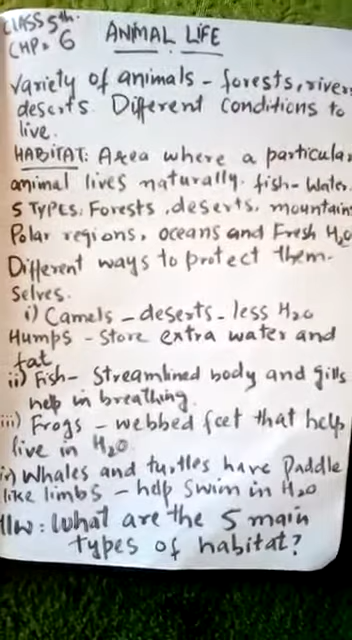 CLASS 5th.
CHP. 6 ANIMAL LIFE
Variety of animals - forests, rivers
deserts. Different conditions to
live.
HABITAT: Area where a particular
animal lives naturally. fish - Water.
5 TYPES: Forests, deserts, mountains
Polar regions, oceans and Fresh H2O
Different ways to protect them-
selves.
i) Camels - deserts - less H2O
Humps - Store extra water and
fat
ii) Fish - Streamlined body and gills
help in breathing.
iii) Frogs - webbed feet that help
live in H2O.
iv) Whales and turtles have Paddle
like limbs - help swim in H2O
HW: What are the 5 main
types of habitat?